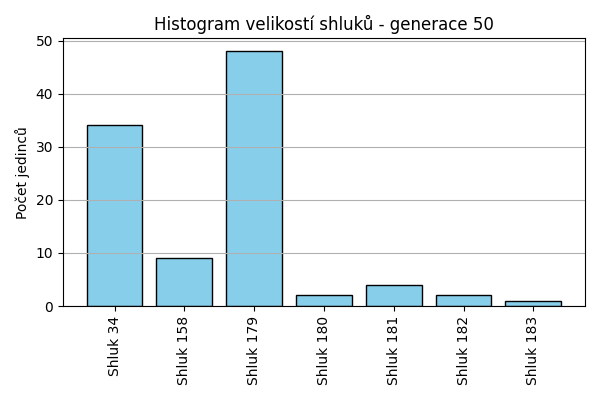 Histogram velikostí shluků - generace 50
Počet jedinců
50
40
30
20
10
0
Shluk 34
Shluk 158
Shluk 179
Shluk 180
Shluk 181
Shluk 182
Shluk 183